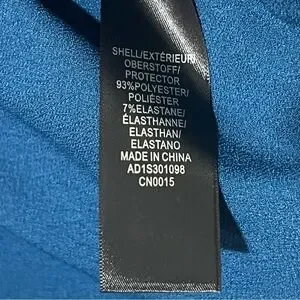 SHELL/EXTÉRIEUR/
OBERSTOFF/
PROTECTOR
93%POLYESTER/
POLIÉSTER
7%ELASTANE/
ÉLASTHANNE/
ELASTHAN/
ELASTANO
MADE IN CHINA
AD1S301098
CN0015